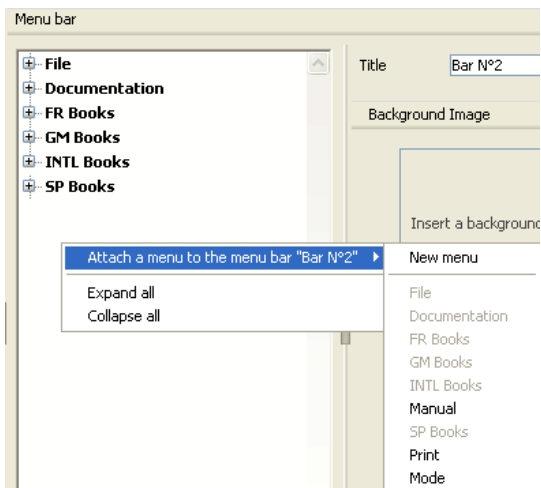 Menu bar
File
Documentation
FR Books
GM Books
INTL Books
SP Books
Title
Bar N°2
Background Image
Insert a background
Attach a menu to the menu bar "Bar N°2"
Expand all
Collapse all
New menu
File
Documentation
FR Books
GM Books
INTL Books
Manual
SP Books
Print
Mode